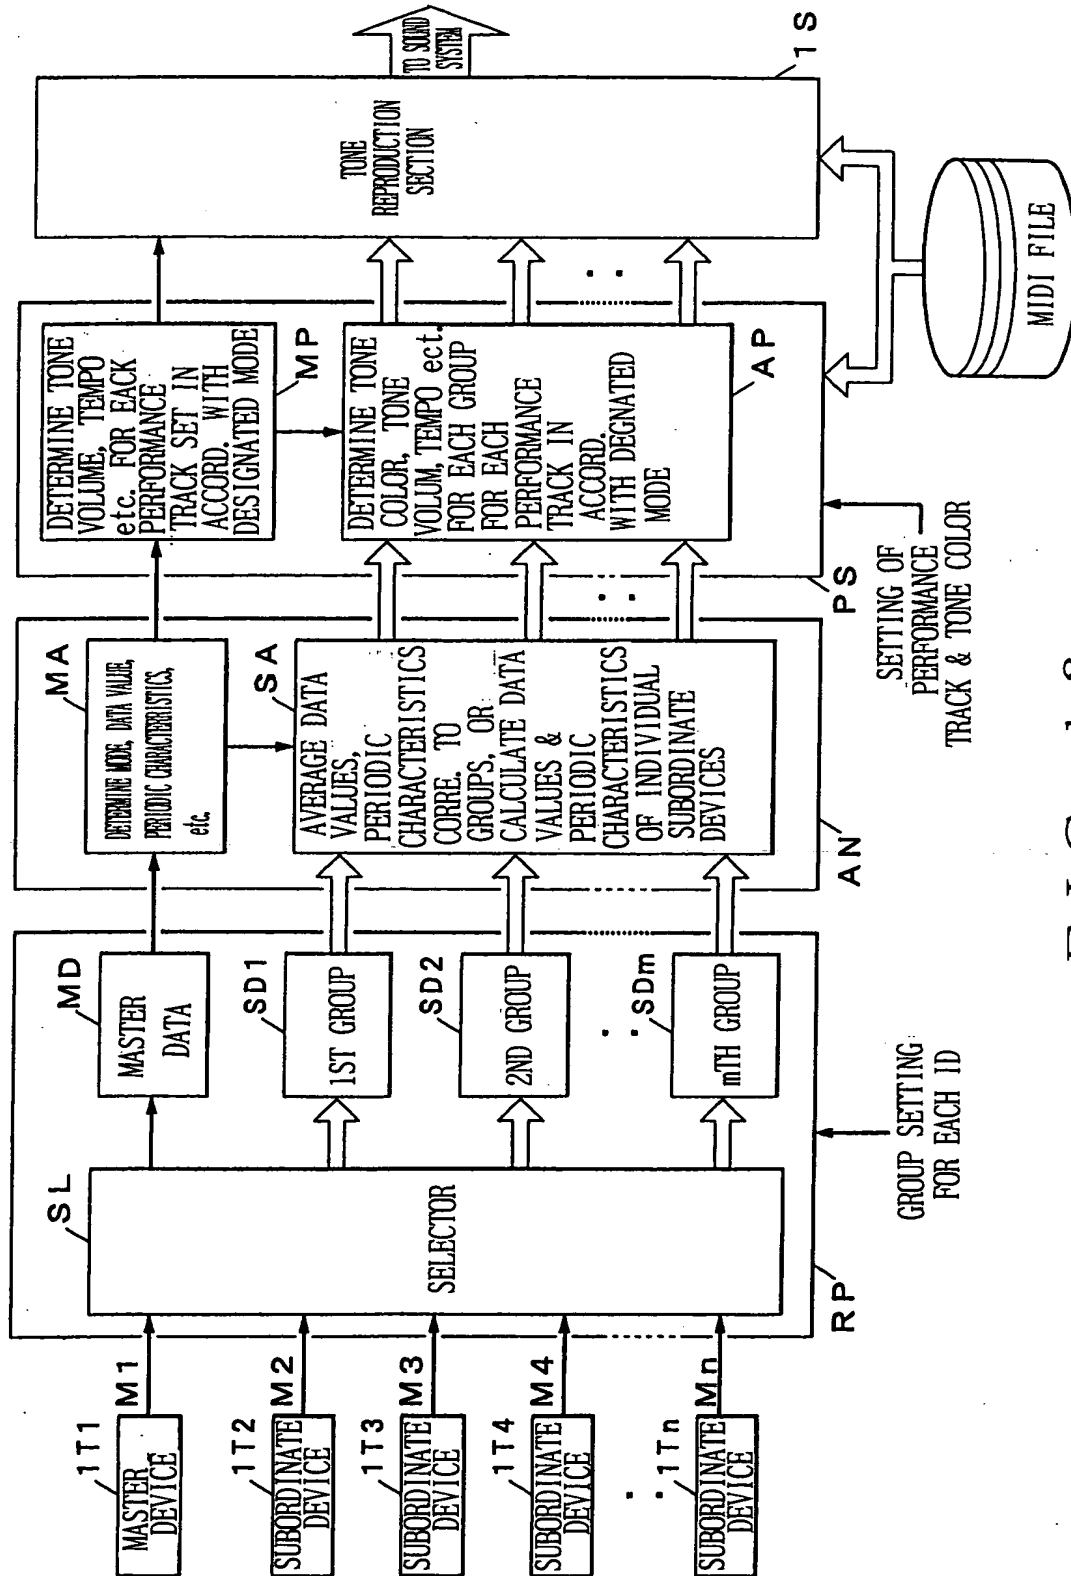 1T1
MASTER
DEVICE
M1
1T2
SUBORDINATE
DEVICE
M2
1T3
SUBORDINATE
DEVICE
M3
1T4
SUBORDINATE
DEVICE
M4
1Tn
SUBORDINATE
DEVICE
Mn
SL
SELECTOR
RP
MD
MASTER
DATA
SD1
1ST GROUP
SD2
2ND GROUP
SDm
mTH GROUP
GROUP SETTING
FOR EACH ID
MA
DETERMINE MODE, DATA VALUE,
PERIODIC CHARACTERRISTICS,
etc.
SA
AVERAGE DATA
VALUES,
PERIODIC
CHARACTERISTICS
CORRE. TO
GROUPS, OR
CALCULATE DATA
VALUES &
PERIODIC
CHARACTERISTICS
OF INDIVIDUAL
SUBORDINATE
DEVICES
AN
DETERMINE TONE
VOLUME, TEMPO
etc. FOR EACK
PERFORMANCE
TRACK SET IN
ACCORD. WITH
DESIGNATED MODE
MP
DETERMINE TONE
COLOR, TONE
VOLUM, TEMPO ect.
FOR EACH GROUP
FOR EACH
PERFORMANCE
TRACK IN
ACCORD.
WITH DEGNATED
MODE
AP
PS
SETTING OF
PERFORMANCE
TRACK & TONE COLOR
TONE
REPRODUCTION
SECTION
1S
TO SOUND
SYSTEM
MIDI FILE